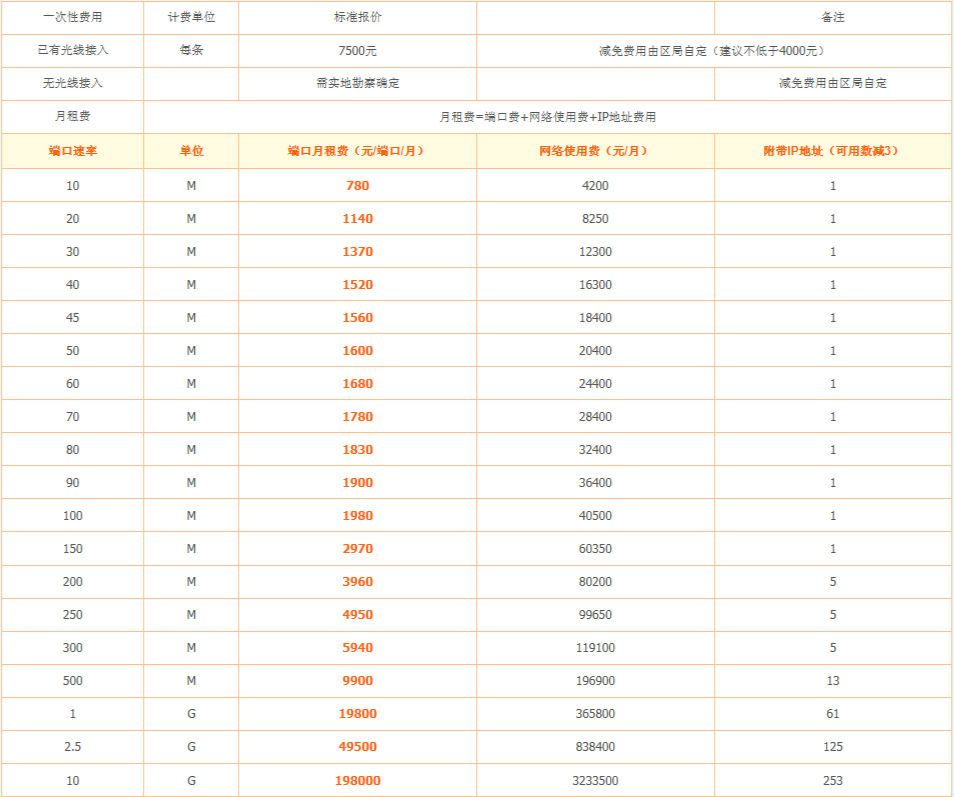 一次性费用 计费单位 标准报价 备注
已有光线接入 每条 7500元 减免费用由区局自定（建议不低于4000元）
无光线接入 需实地勘察确定 减免费用由区局自定
月租费 月租费=端口费+网络使用费+IP地址费用
端口速率 单位 端口月租费（元/端口/月） 网络使用费（元/月） 附带IP地址（可用数减3）
10 M 780 4200 1
20 M 1140 8250 1
30 M 1370 12300 1
40 M 1520 16300 1
45 M 1560 18400 1
50 M 1600 20400 1
60 M 1680 24400 1
70 M 1780 28400 1
80 M 1830 32400 1
90 M 1900 36400 1
100 M 1980 40500 1
150 M 2970 60350 1
200 M 3960 80200 5
250 M 4950 99650 5
300 M 5940 119100 5
500 M 9900 196900 13
1 G 19800 365800 61
2.5 G 49500 838400 125
10 G 198000 3233500 253